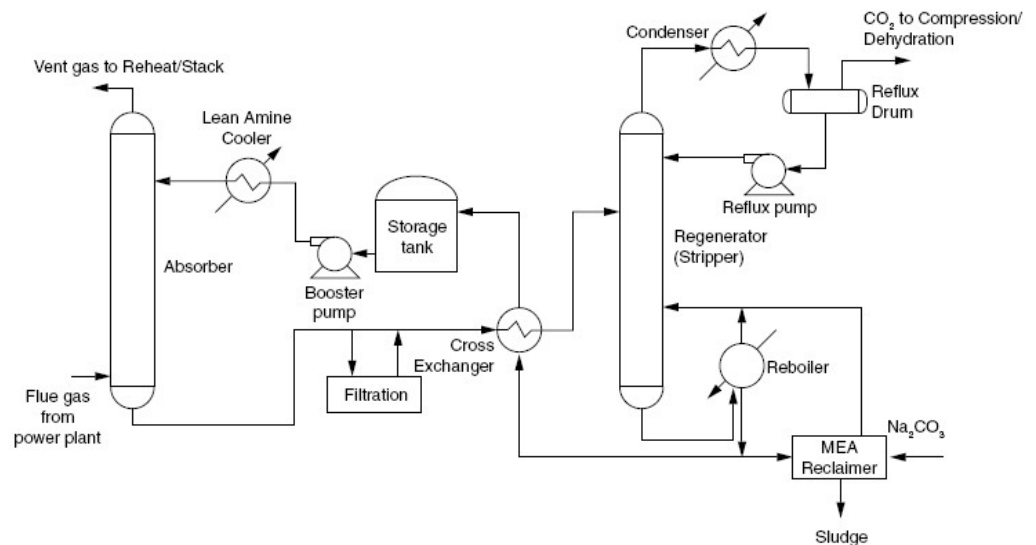 Vent gas to Reheat/Stack
Lean Amine
Cooler
Absorber
Flue gas
from
power plant
Booster
pump
Storage
tank
Filtration
Cross
Exchanger
Condenser
CO₂ to Compression/
Dehydration
Reflux
Drum
Reflux pump
Regenerator
(Stripper)
Reboiler
Na₂CO₃
MEA
Reclaimer
Sludge